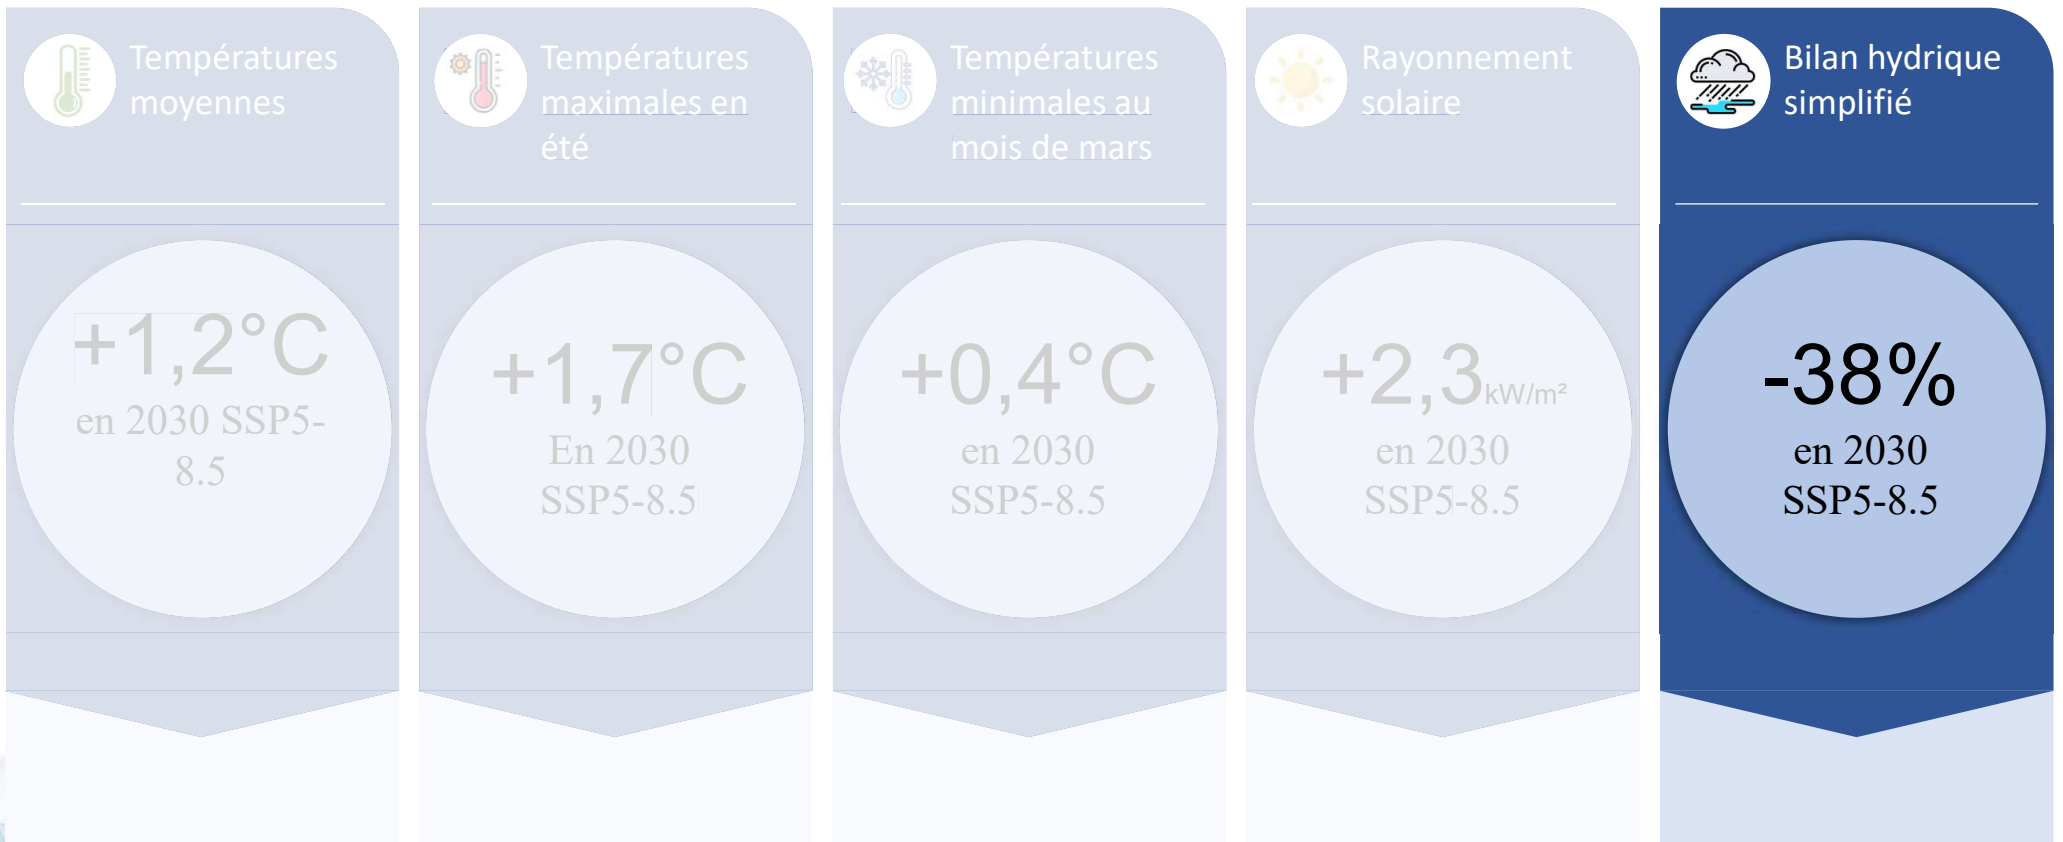 Températures
moyennes
+1,2°C
en 2030 SSP5-
8.5
Températures
maximales en
été
+1,7°C
En 2030
SSP5-8.5
Températures
minimales au
mois de mars
+0,4°C
en 2030
SSP5-8.5
Rayonnement
solaire
+2,3kW/m²
en 2030
SSP5-8.5
Bilan hydrique
simplifié
-38%
en 2030
SSP5-8.5